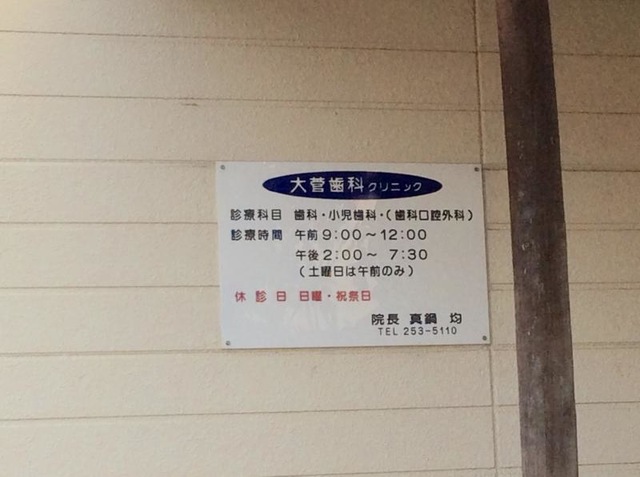 大菅歯科クリニック
診療科目 歯科・小児歯科・(歯科口腔外科)
診療時間 午前 9:00〜12:00
午後 2:00〜 7:30
(土曜日は午前のみ)
休診日 日曜・祝祭日
院長 真鍋 均
TEL 253-5110